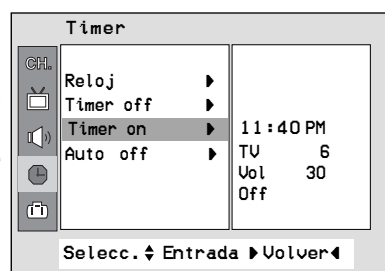 Timer
CH.
Reloj
Timer off
Timer on
Auto off
11:40 PM
TV 6
Vol 30
Off
Selecc. Entrada Volver